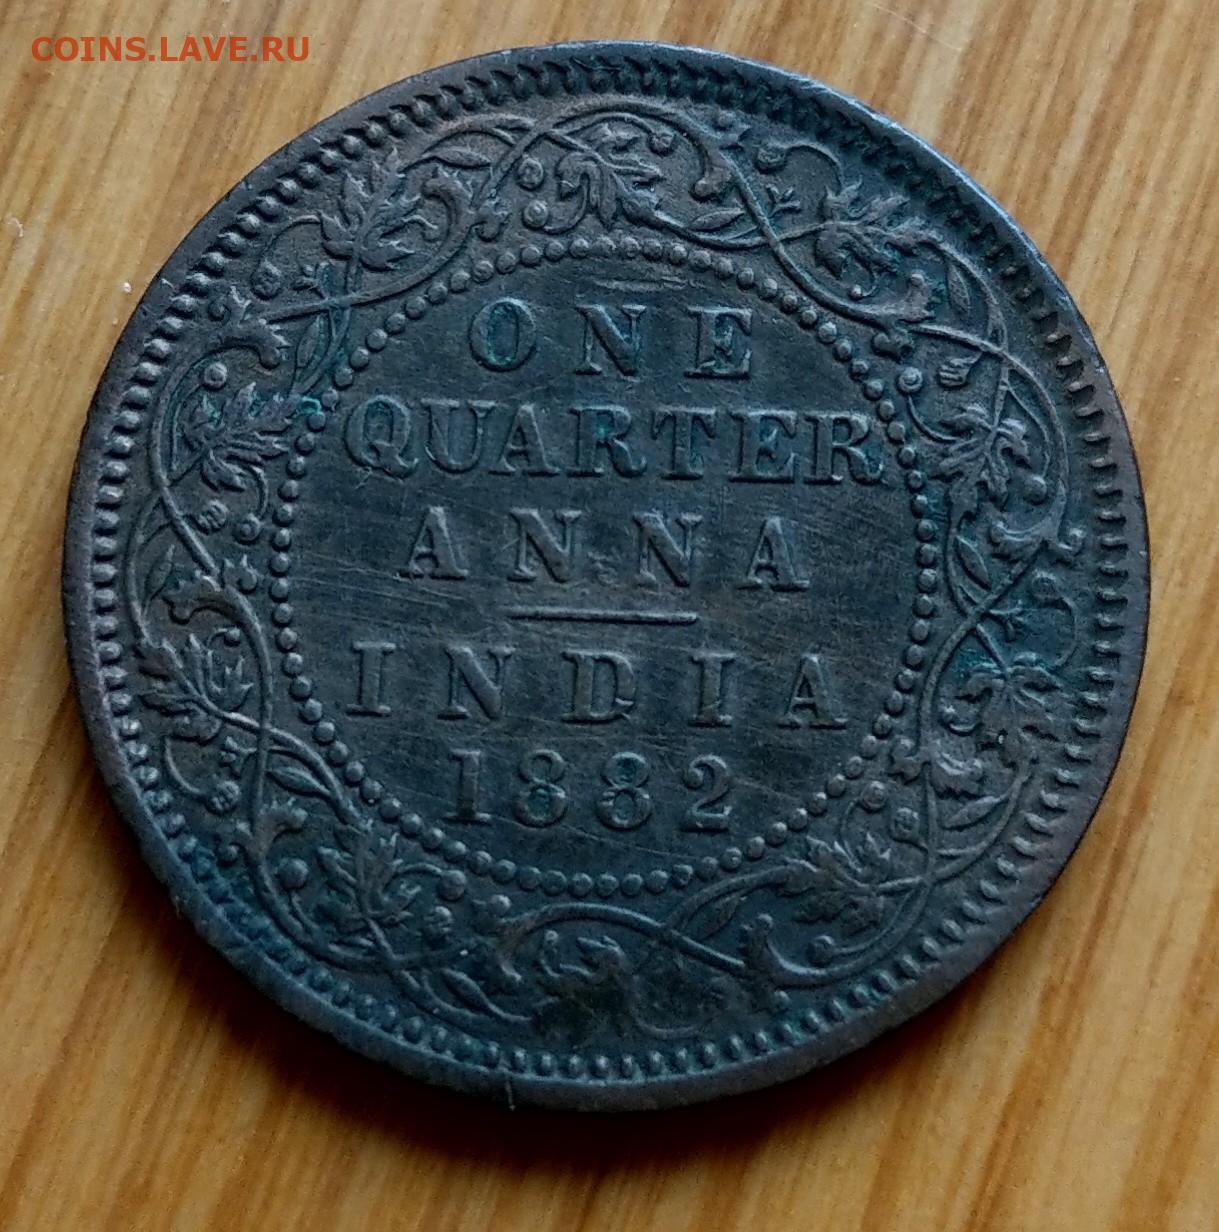 COINS.LAVE.RU
ONE
QUARTER
ANNA
INDIA
1882